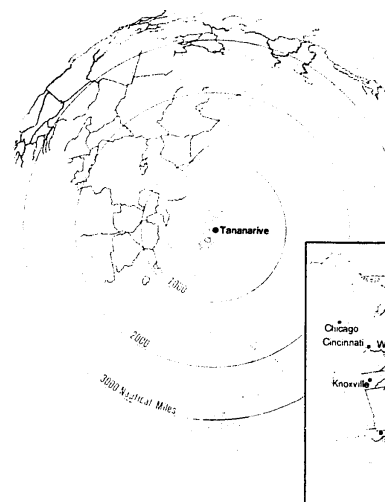 Tananarive
1000
2000
3000 Nautical Miles
Chicago
Cincinnati
W
Knoxville